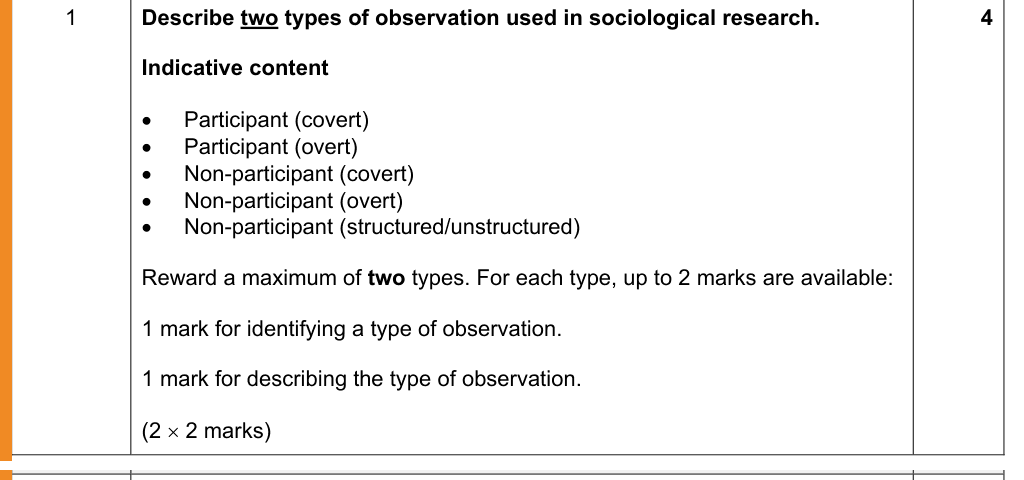 1 Describe two types of observation used in sociological research. 4
Indicative content
• Participant (covert)
• Participant (overt)
• Non-participant (covert)
• Non-participant (overt)
• Non-participant (structured/unstructured)
Reward a maximum of two types. For each type, up to 2 marks are available:
1 mark for identifying a type of observation.
1 mark for describing the type of observation.
(2 × 2 marks)